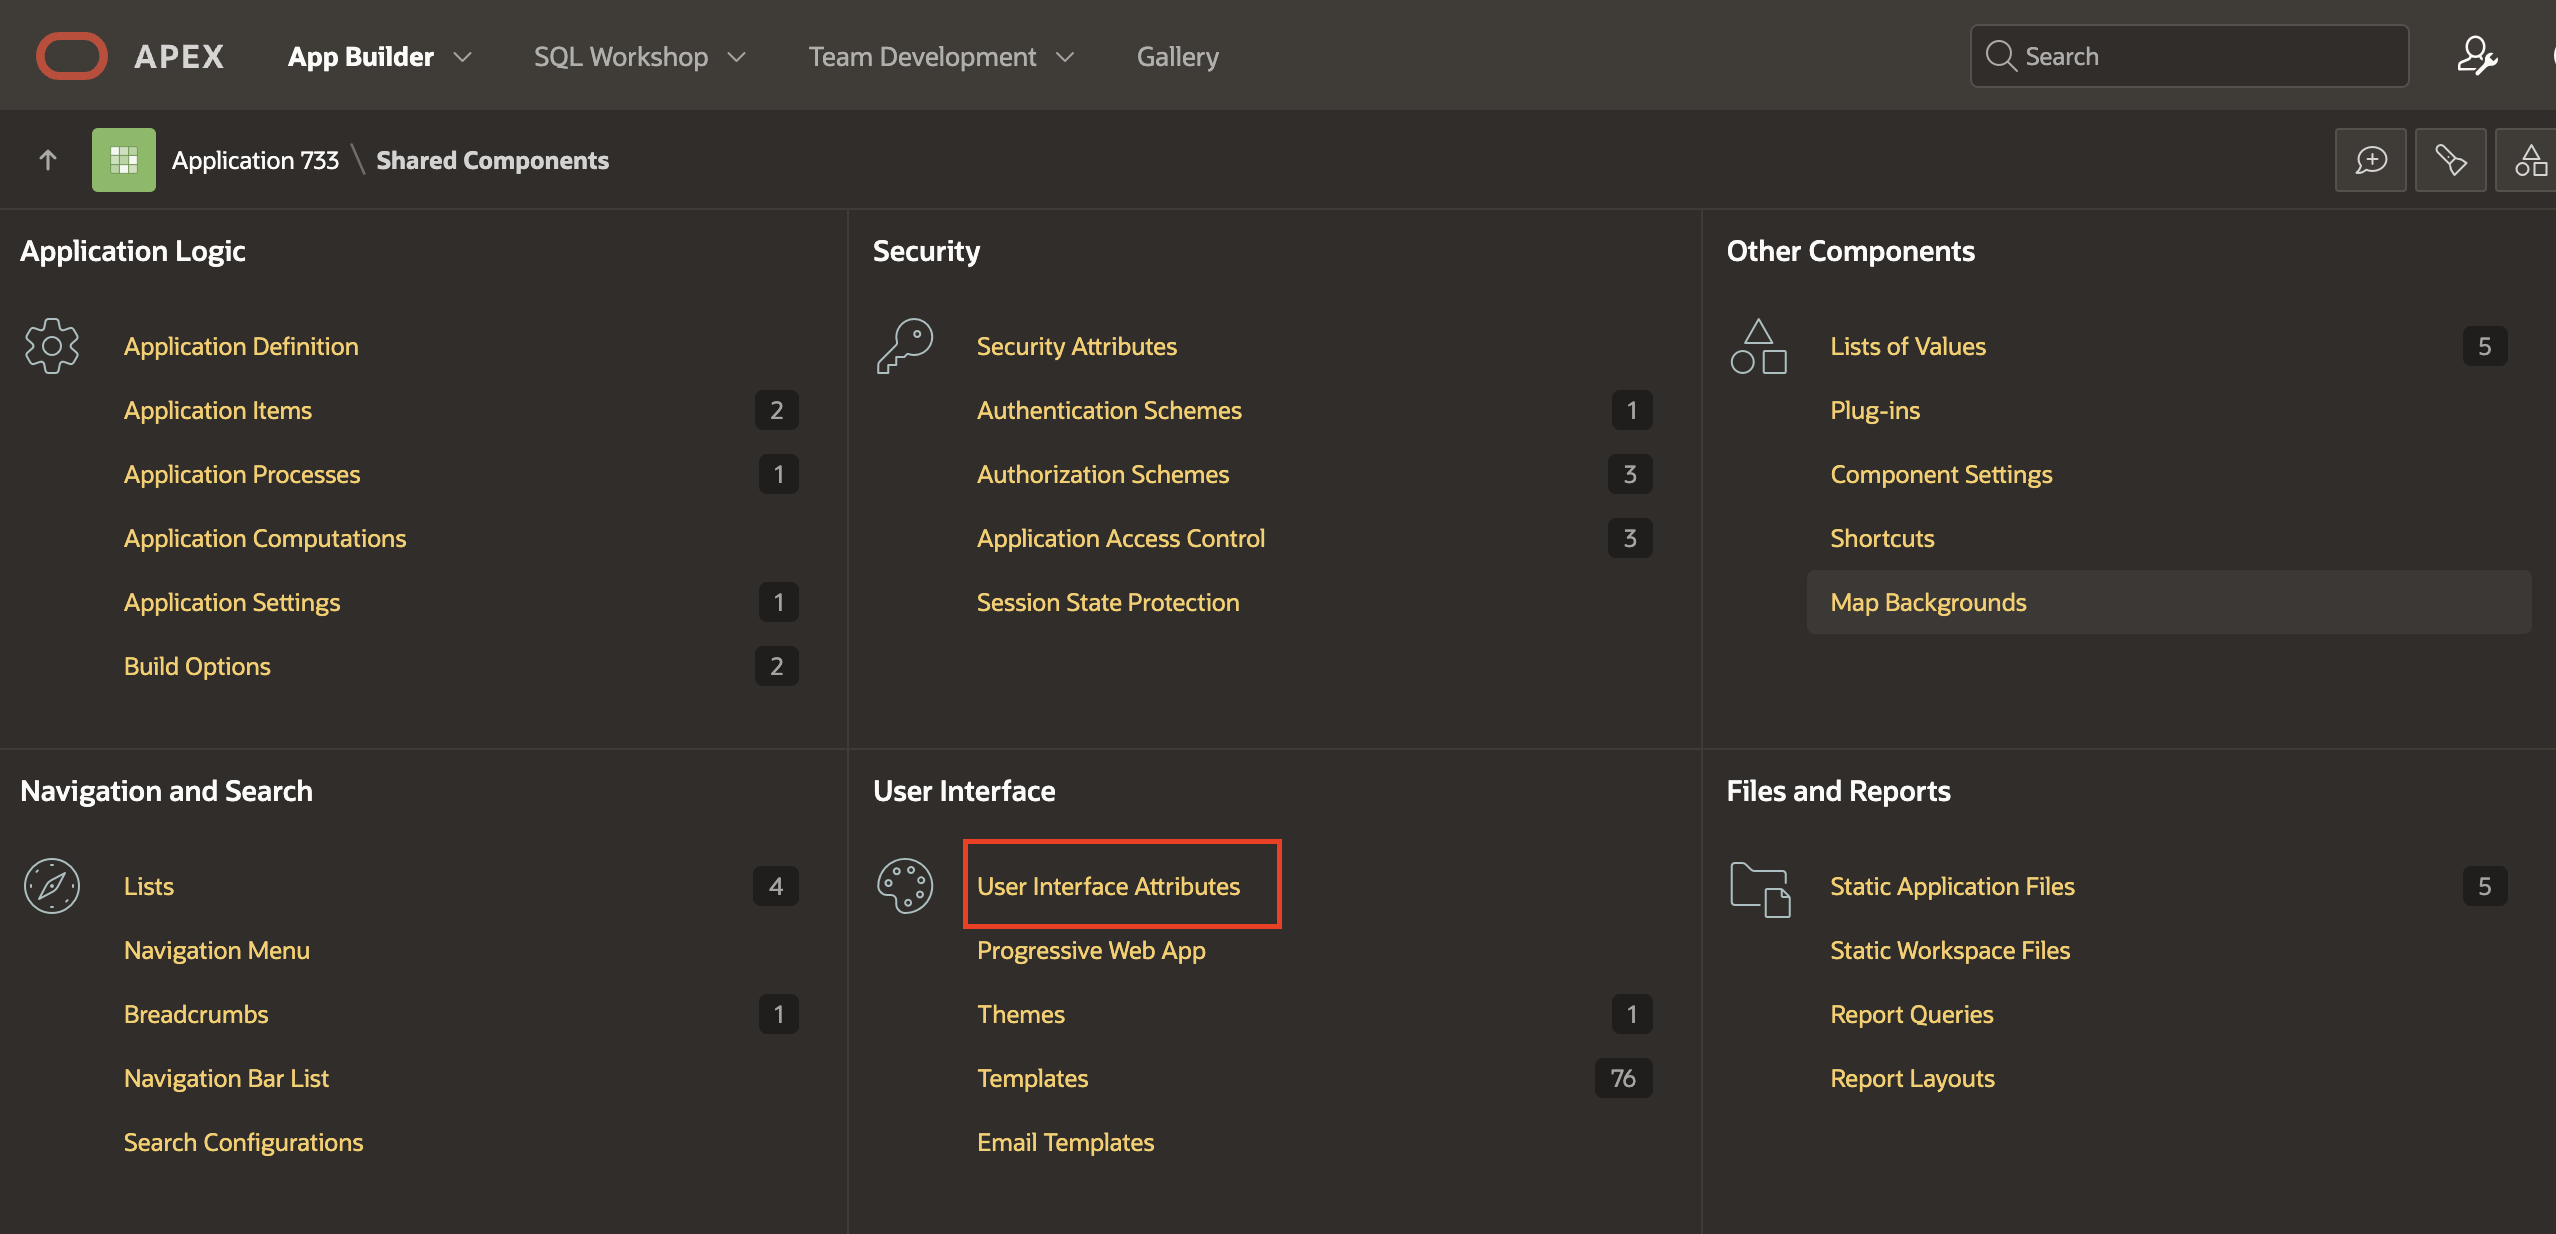 APEX App Builder SQL Workshop Team Development Gallery Search
Application 733 \ Shared Components
Application Logic
Application Definition
Application Items 2
Application Processes 1
Application Computations
Application Settings 1
Build Options 2
Security
Security Attributes
Authentication Schemes 1
Authorization Schemes 3
Application Access Control 3
Session State Protection
Other Components
Lists of Values 5
Plug-ins
Component Settings
Shortcuts
Map Backgrounds
Navigation and Search
Lists 4
Navigation Menu
Breadcrumbs 1
Navigation Bar List
Search Configurations
User Interface
User Interface Attributes
Progressive Web App
Themes 1
Templates 76
Email Templates
Files and Reports
Static Application Files 5
Static Workspace Files
Report Queries
Report Layouts